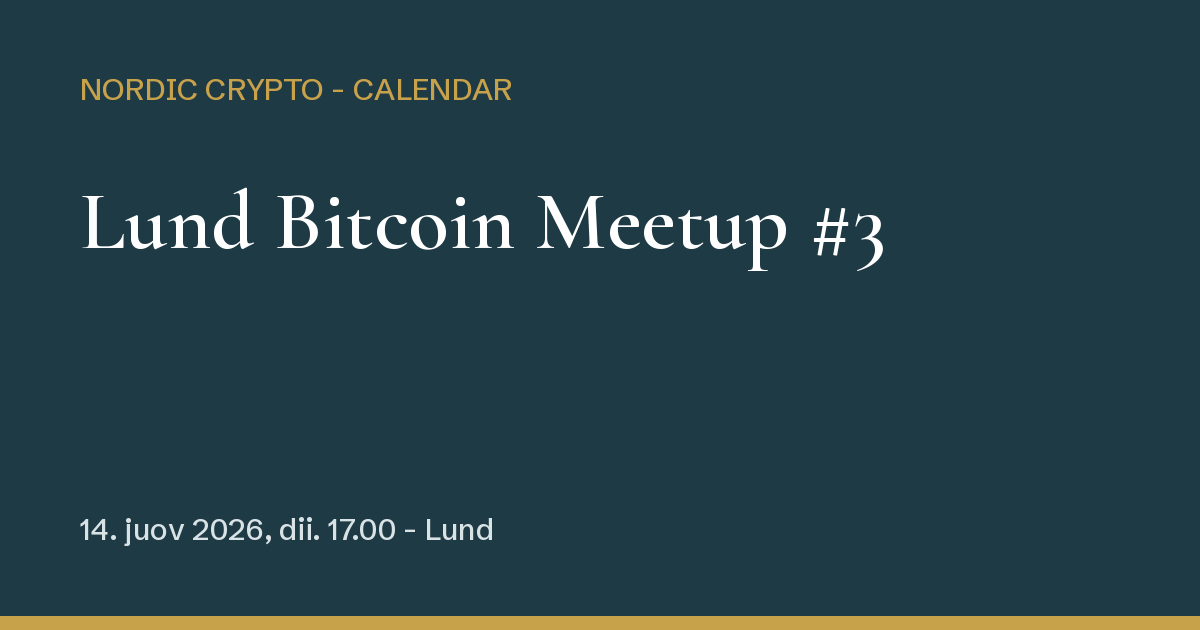 NORDIC CRYPTO - CALENDAR
Lund Bitcoin Meetup #3
14. juov 2026, dii. 17.00 - Lund